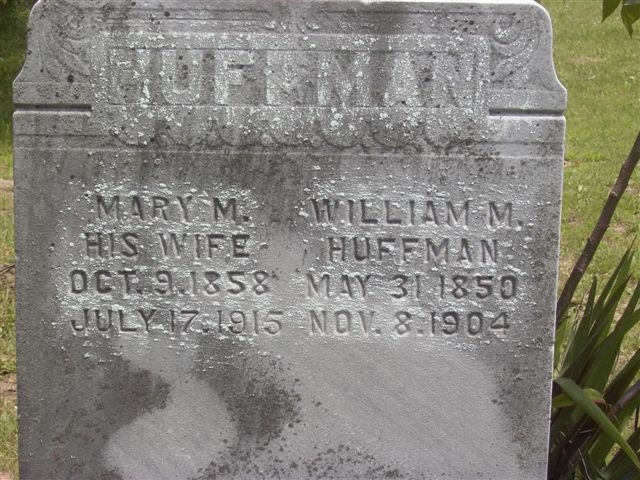 HUFFMAN
MARY M.
HIS WIFE
OCT. 9. 1858
JULY 17. 1915
WILLIAM M.
HUFFMAN
MAY 31 1850
NOV. 8. 1904